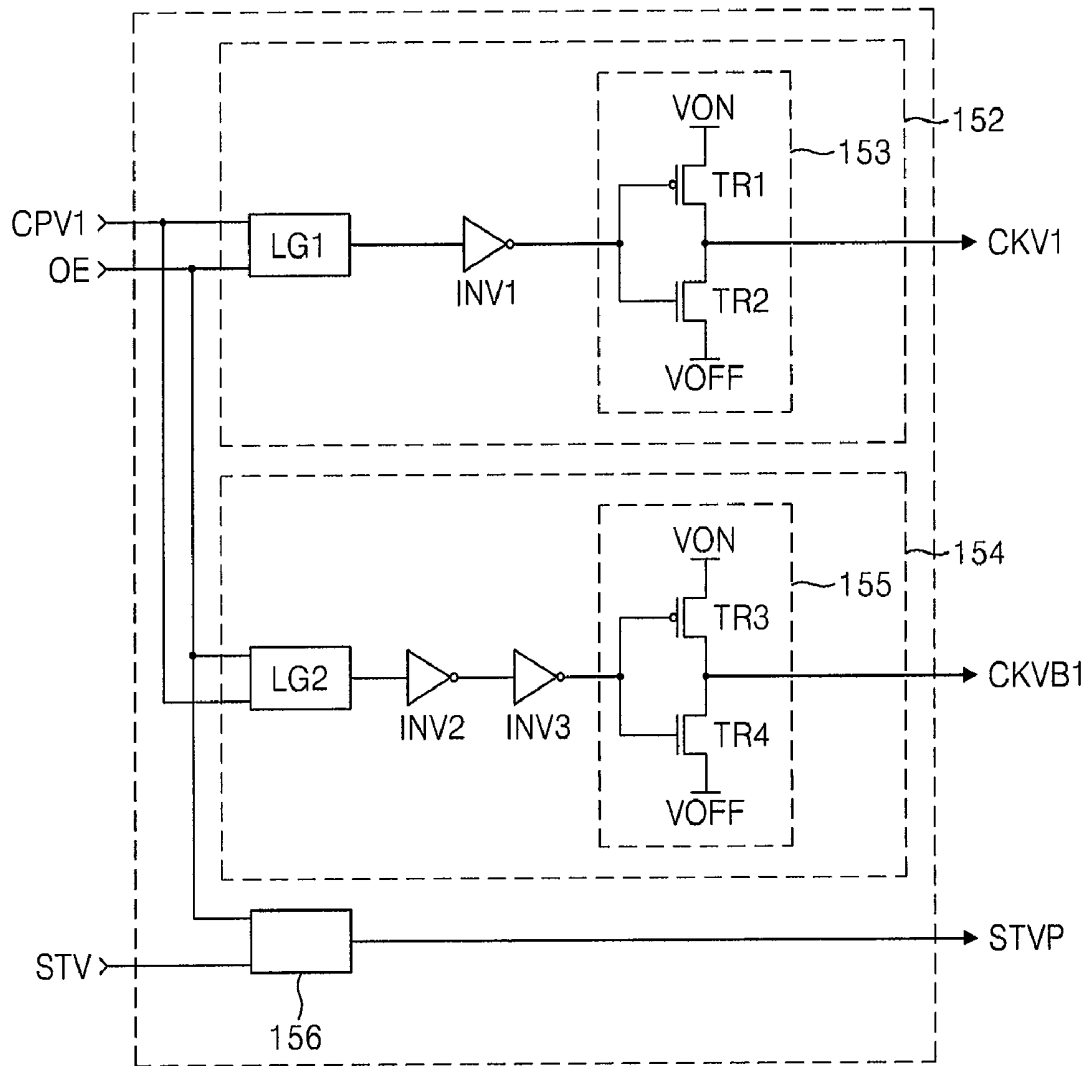 VON
152
153
TR1
CPV1
LG1
CKV1
OE
INV1
TR2
VOFF
VON
154
155
TR3
LG2
CKVB1
INV2
INV3
TR4
VOFF
STVP
STV
156